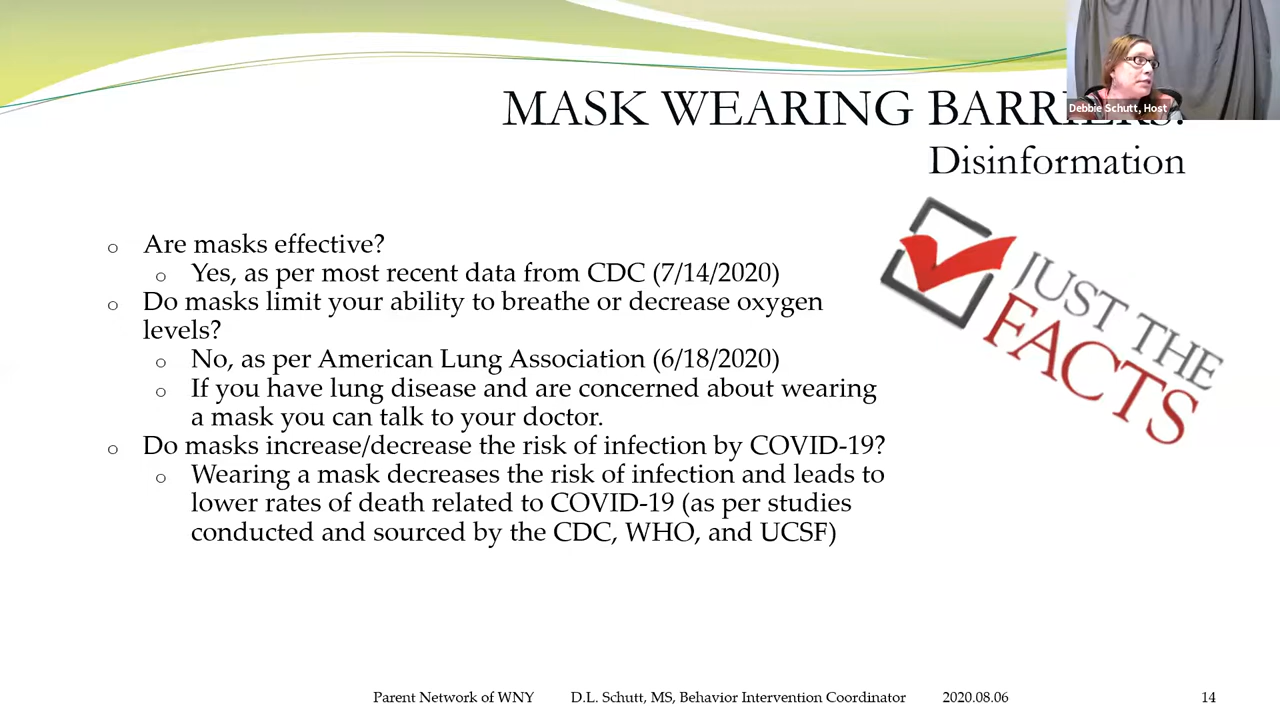 MASK WEARING BARRIERS:
Disinformation
Debbie Schutt, Host
o Are masks effective?
o Yes, as per most recent data from CDC (7/14/2020)
o Do masks limit your ability to breathe or decrease oxygen
levels?
o No, as per American Lung Association (6/18/2020)
o If you have lung disease and are concerned about wearing
a mask you can talk to your doctor.
o Do masks increase/decrease the risk of infection by COVID-19?
o Wearing a mask decreases the risk of infection and leads to
lower rates of death related to COVID-19 (as per studies
conducted and sourced by the CDC, WHO, and UCSF)
JUST THE
FACTS
Parent Network of WNY D.L. Schutt, MS, Behavior Intervention Coordinator 2020.08.06 14